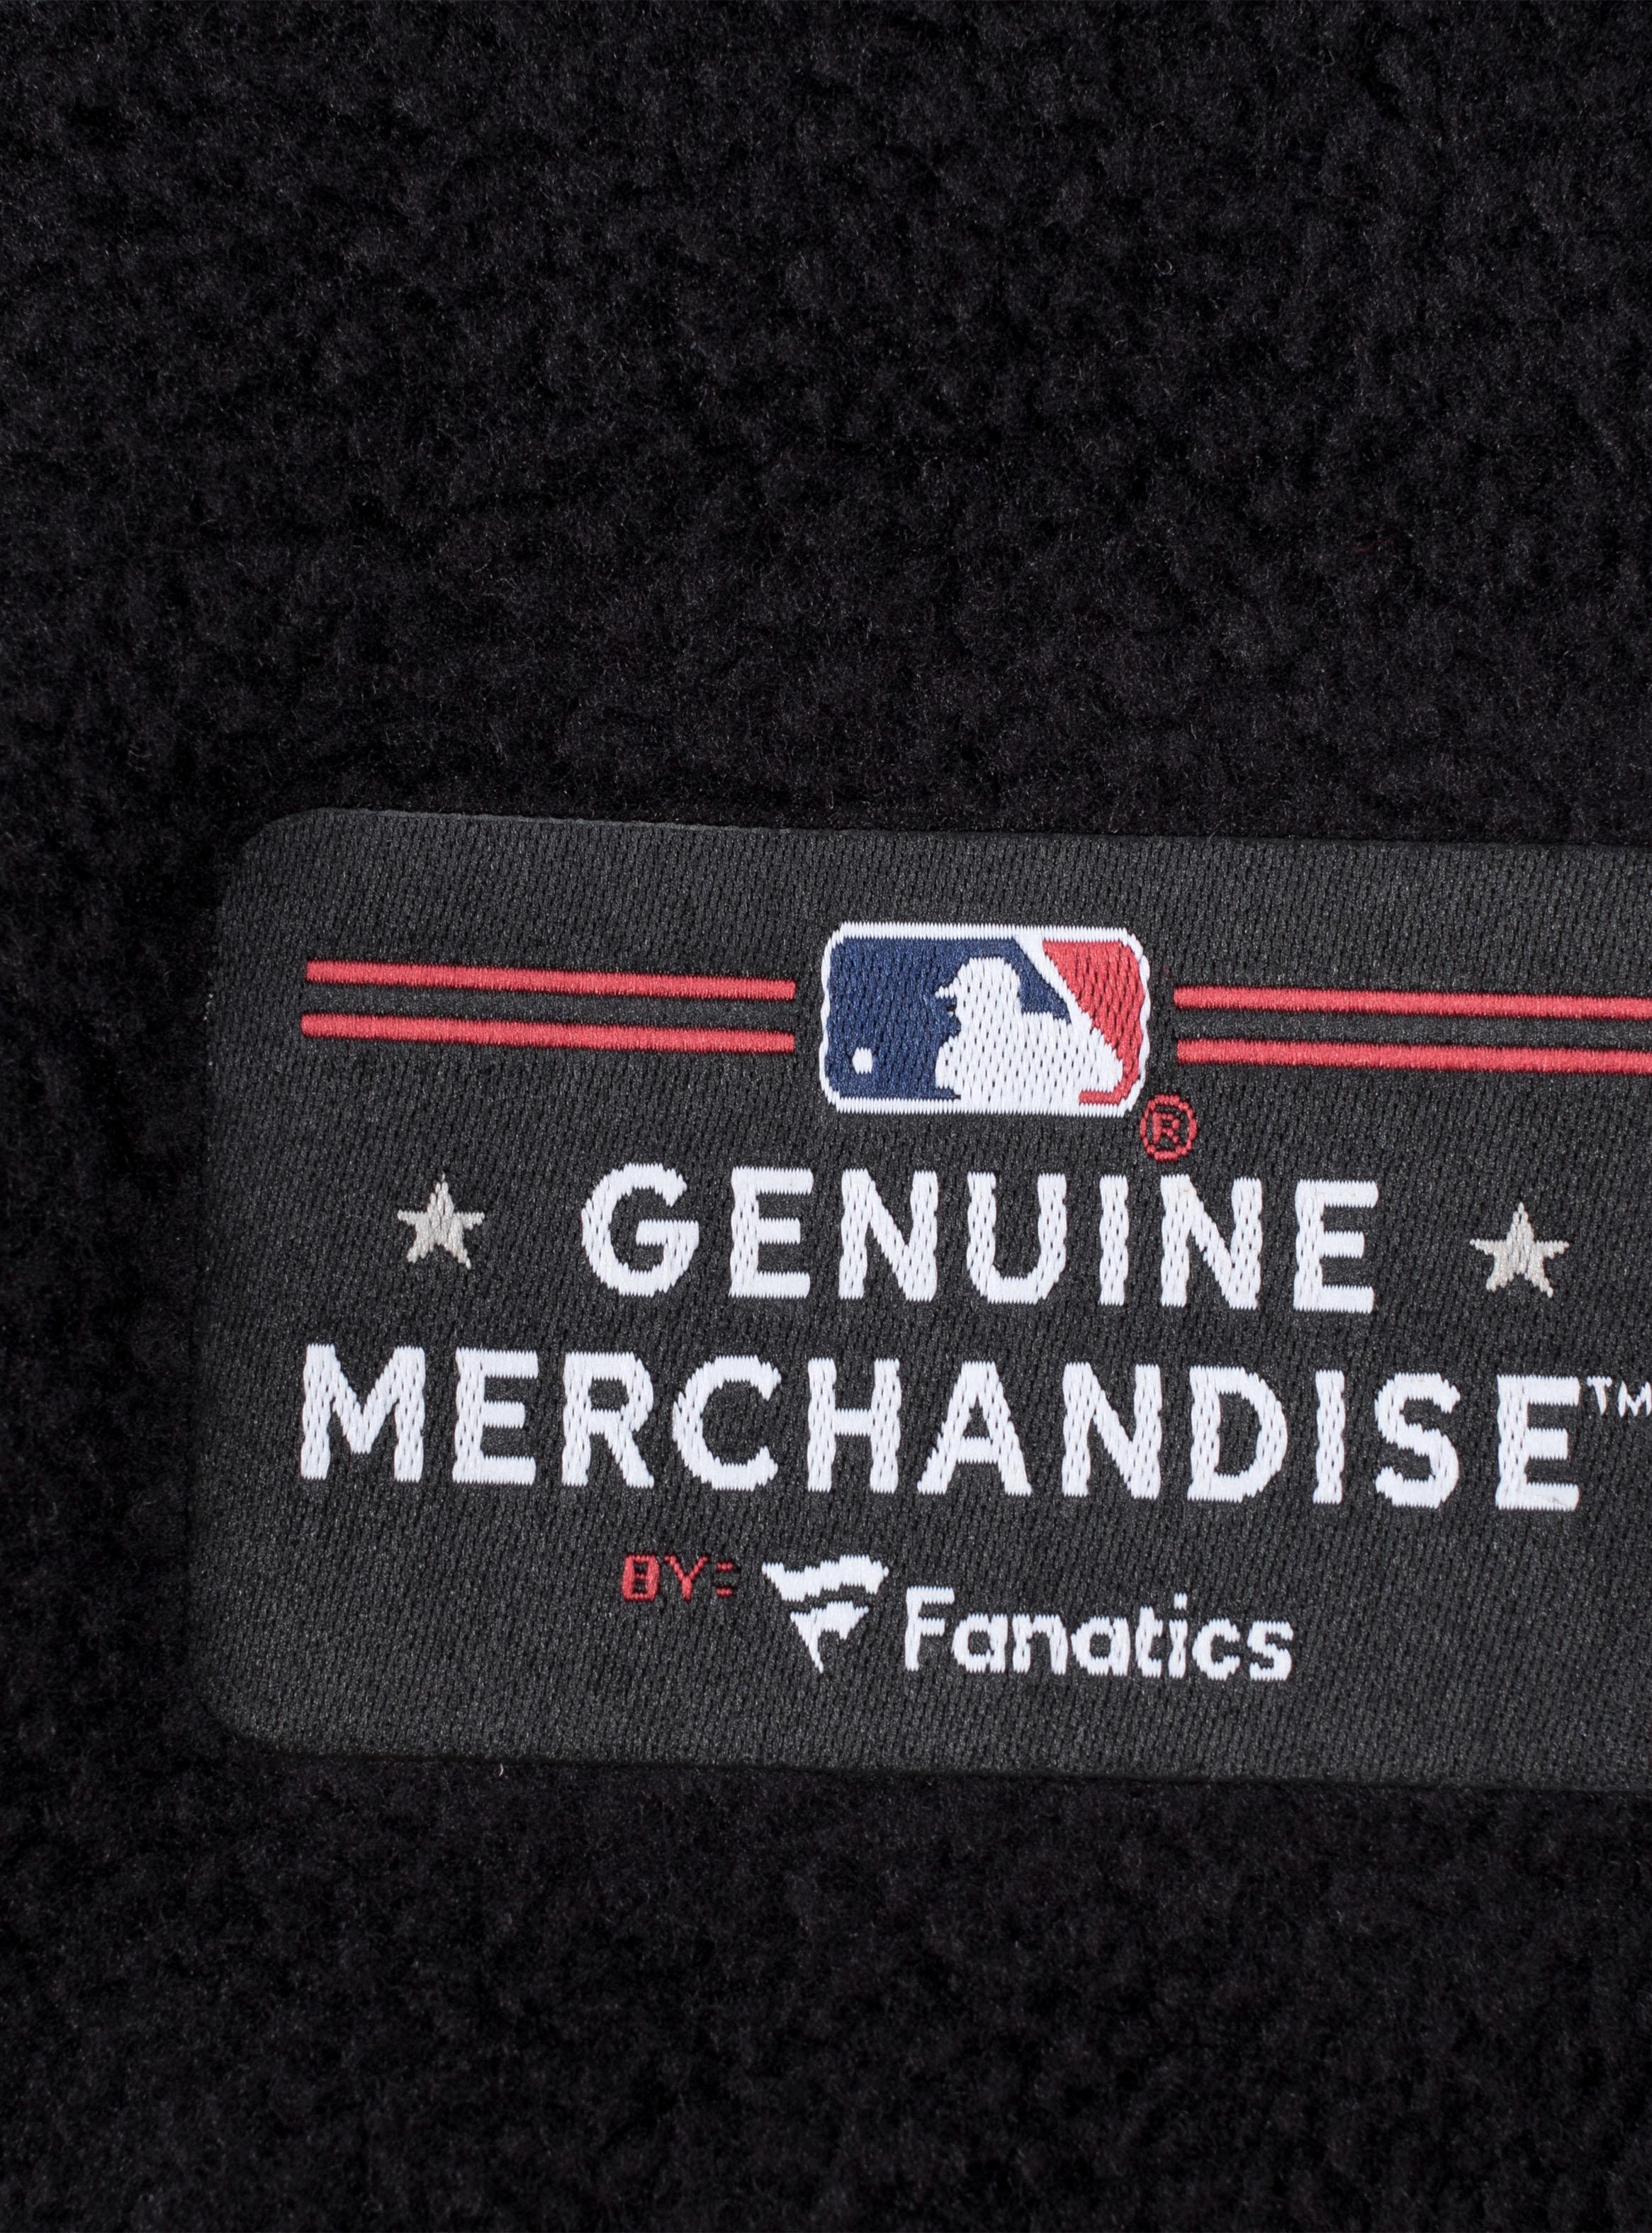 ®
GENUINE
MERCHANDISE™
BY: Fanatics